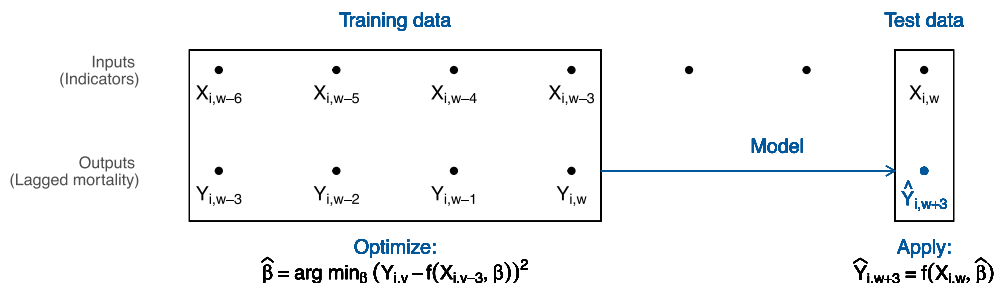 Training data
Test data
Inputs
(Indicators)
X_{i,w–6} X_{i,w–5} X_{i,w–4} X_{i,w–3} X_{i,w}
Model
Outputs
(Lagged mortality)
Y_{i,w–3} Y_{i,w–2} Y_{i,w–1} Y_{i,w} Ŷ_{i,w+3}
Optimize:
β̂ = arg min_β (Y_{i,v} – f(X_{i,v–3}, β))²
Apply:
Ŷ_{i,w+3} = f(X_{i,w}, β̂)